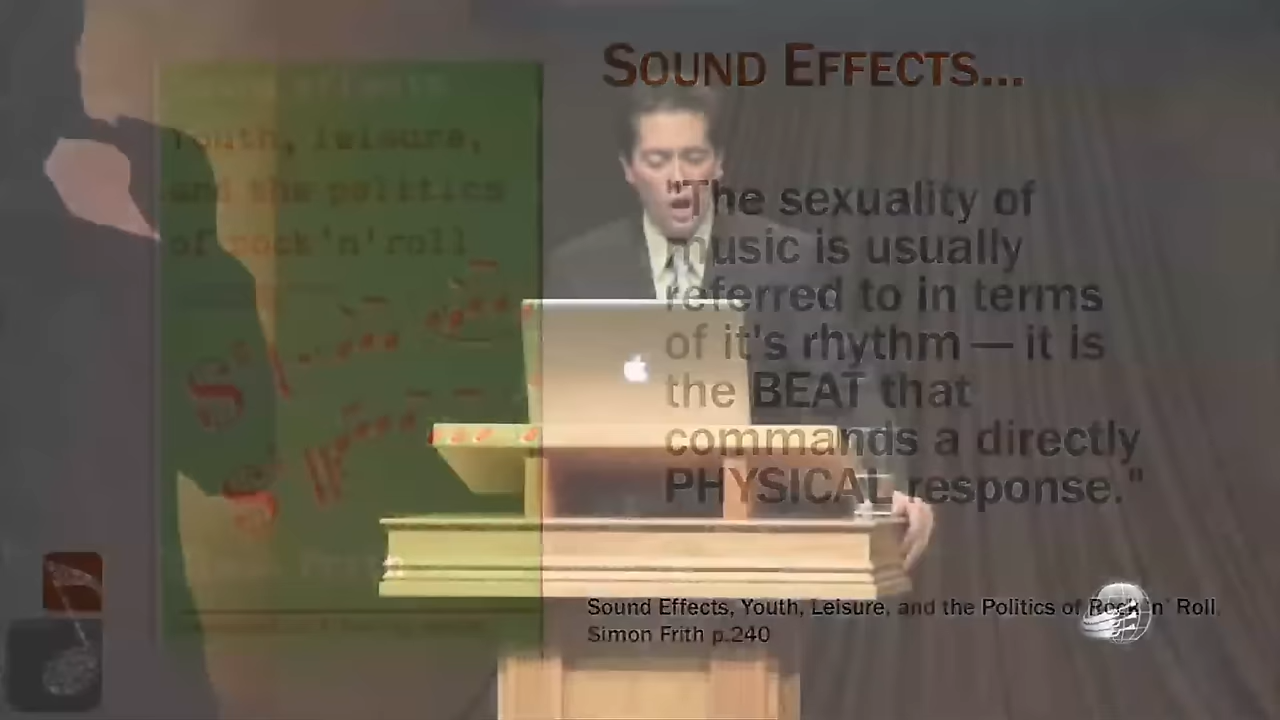 SOUND EFFECTS...
Youth, leisure,
and the politics
of rock'n'roll
"The sexuality of
music is usually
referred to in terms
of it's rhythm — it is
the BEAT that
commands a directly
PHYSICAL response."
Sound Effects, Youth, Leisure, and the Politics of Rock 'n' Roll,
Simon Frith p.240